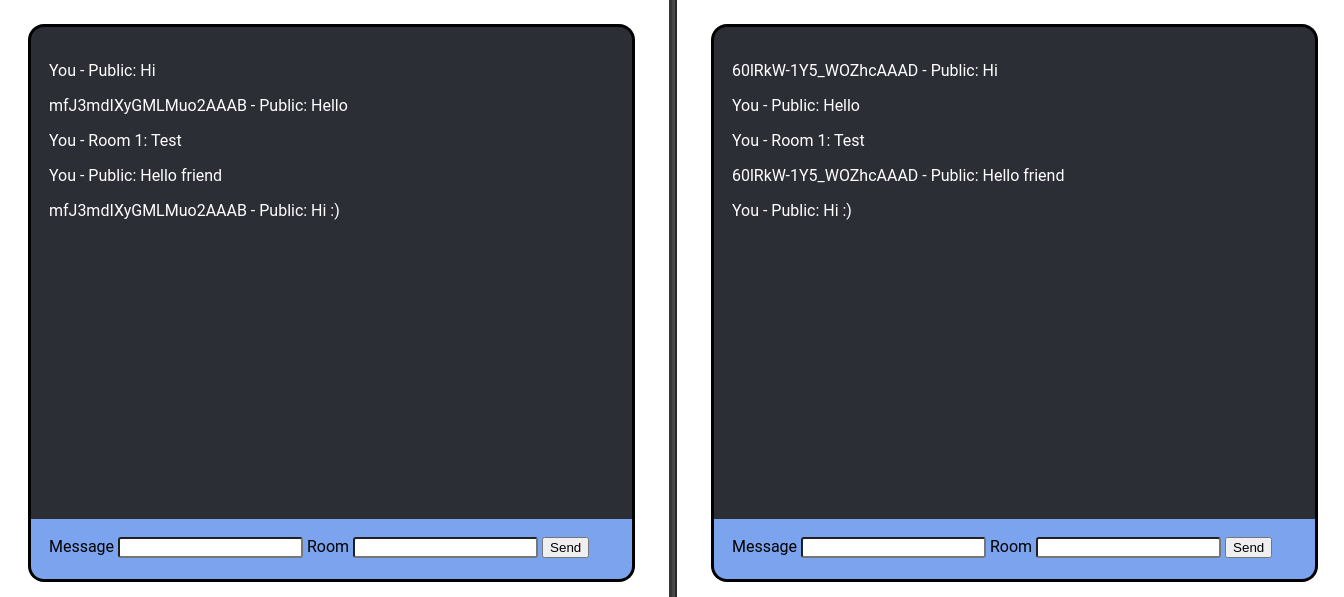 You - Public: Hi
mfJ3mdIXyGMLMuo2AAAB - Public: Hello
You - Room 1: Test
You - Public: Hello friend
mfJ3mdIXyGMLMuo2AAAB - Public: Hi :)
Message Room Send
60lRkW-1Y5_WOZhcAAAD - Public: Hi
You - Public: Hello
You - Room 1: Test
60lRkW-1Y5_WOZhcAAAD - Public: Hello friend
You - Public: Hi :)
Message Room Send